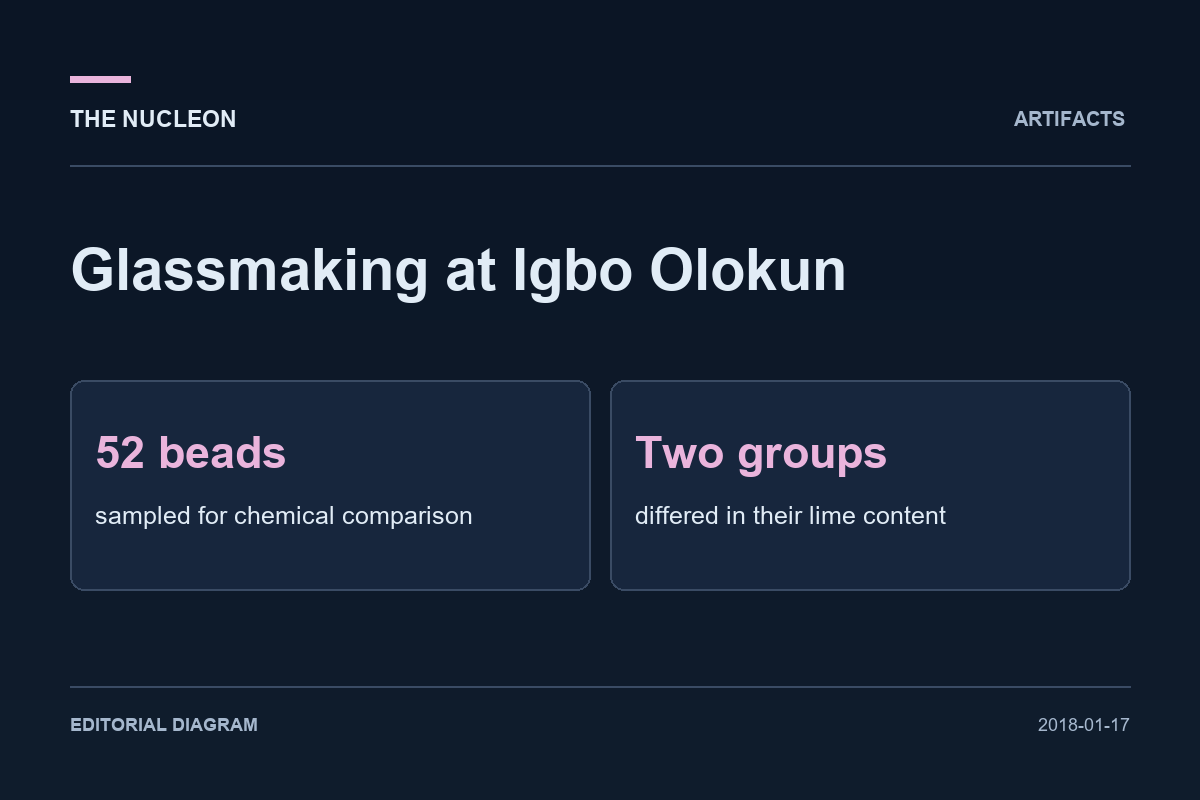 THE NUCLEON
ARTIFACTS
Glassmaking at Igbo Olokun
52 beads
sampled for chemical comparison
Two groups
differed in their lime content
EDITORIAL DIAGRAM
2018-01-17